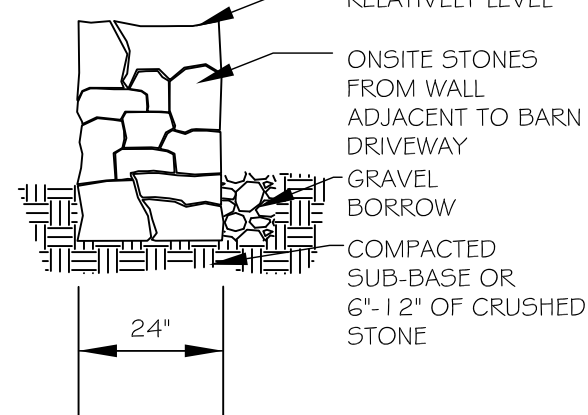 RELATIVELY LEVEL
ONSITE STONES
FROM WALL
ADJACENT TO BARN
DRIVEWAY
GRAVEL
BORROW
COMPACTED
SUB-BASE OR
6"-12" OF CRUSHED
STONE
24"